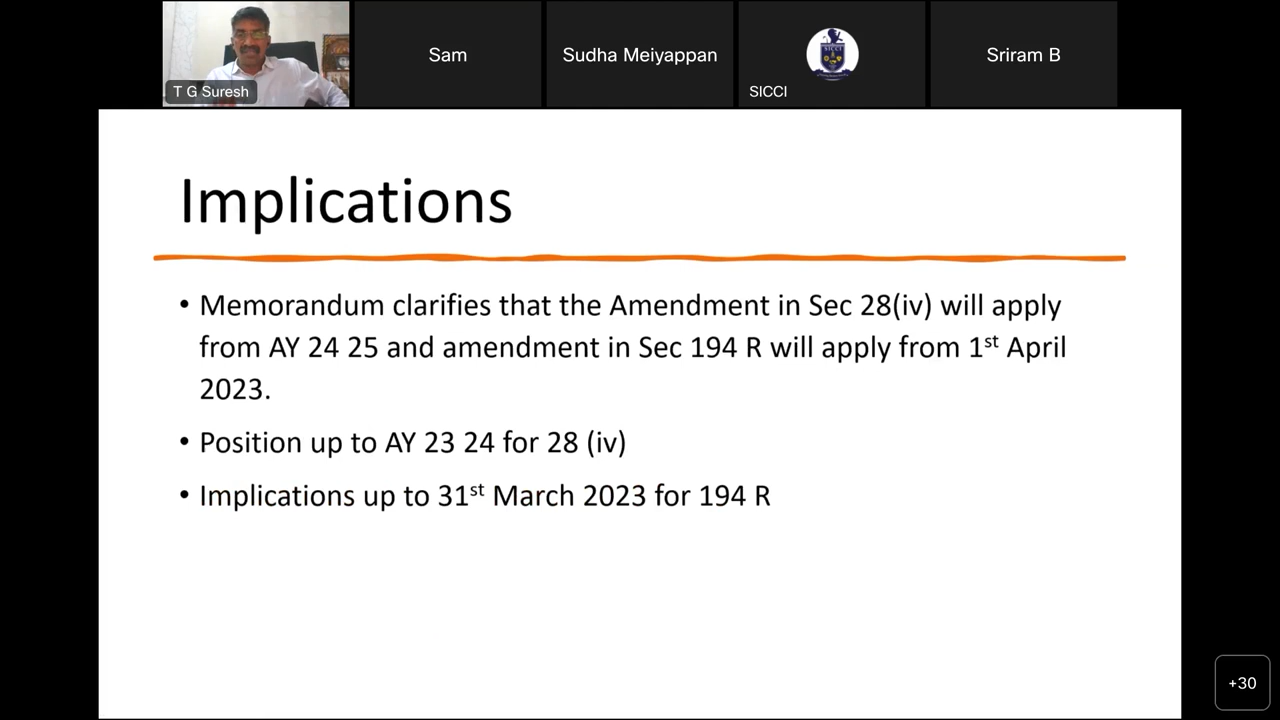 T G Suresh
Sam
Sudha Meiyappan
SICCI
SICCI
Sriram B
Implications
• Memorandum clarifies that the Amendment in Sec 28(iv) will apply
from AY 24 25 and amendment in Sec 194 R will apply from 1st April
2023.
• Position up to AY 23 24 for 28 (iv)
• Implications up to 31st March 2023 for 194 R
+30